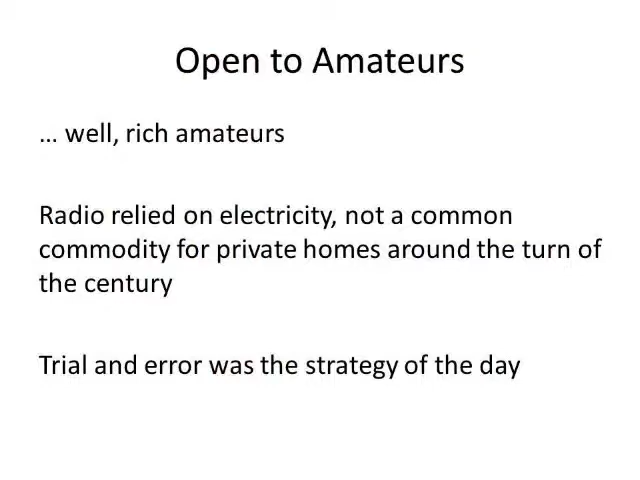 Open to Amateurs
… well, rich amateurs
Radio relied on electricity, not a common
commodity for private homes around the turn of
the century
Trial and error was the strategy of the day